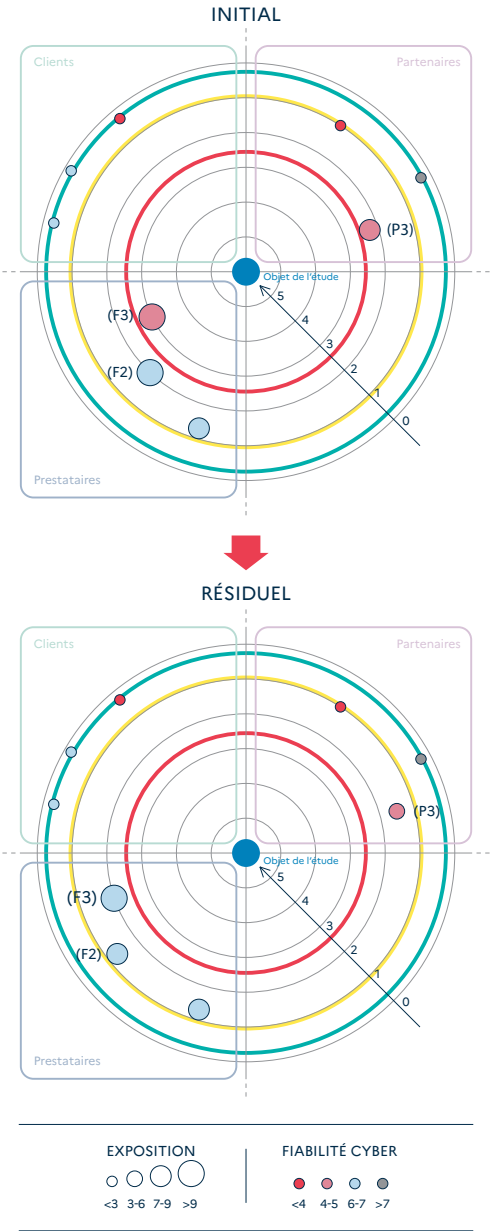 INITIAL
Clients
Partenaires
(P3)
Objet de l'étude
5
4
3
2
1
0
(F3)
(F2)
Prestataires
RÉSIDUEL
Clients
Partenaires
(P3)
Objet de l'étude
5
4
3
2
1
0
(F3)
(F2)
Prestataires
EXPOSITION
<3 3-6 7-9 >9
FIABILITÉ CYBER
<4 4-5 6-7 >7